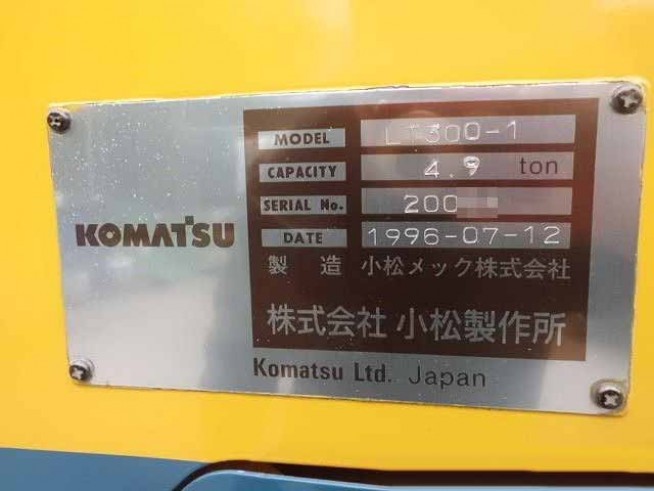 KOMATSU
MODEL
CAPACITY 4.9 ton
SERIAL No. 200
DATE 1996-07-12
製造 小松メック株式会社
株式会社 小松製作所
Komatsu Ltd. Japan